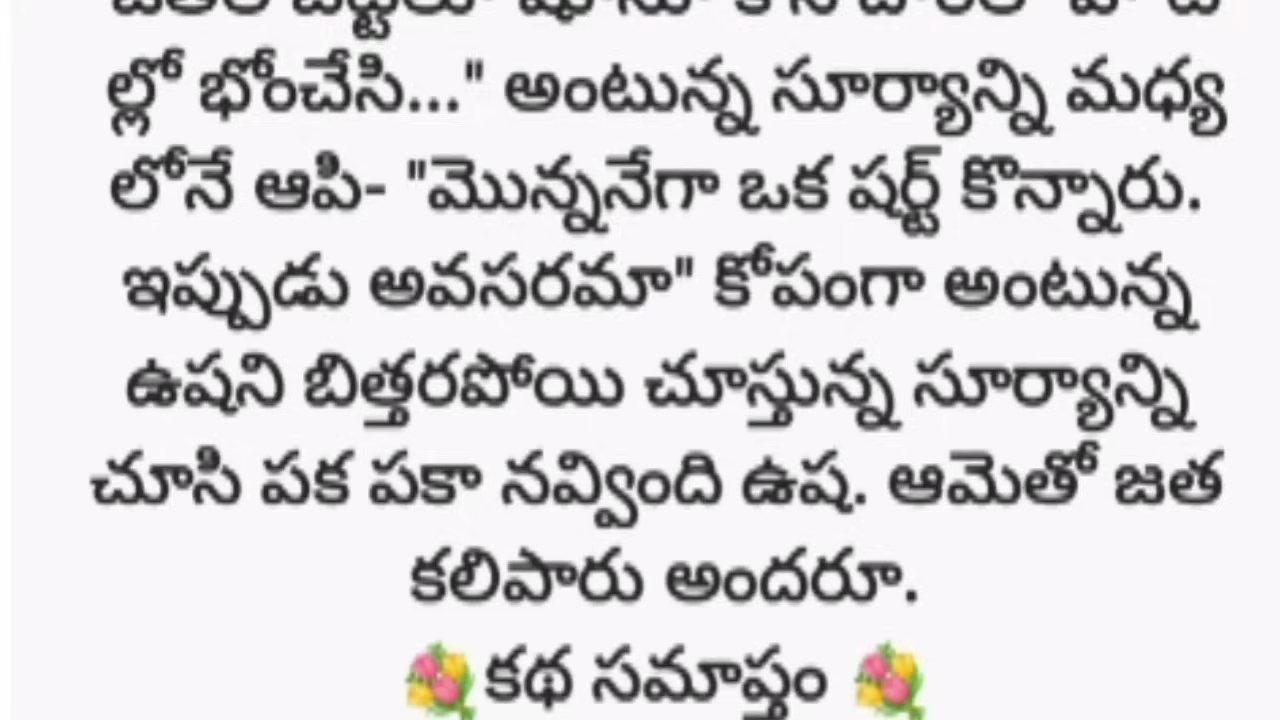 ల్లో భోంచేసి..." అంటున్న సూర్యాన్ని మధ్య
లోనే ఆపి- "మొన్ననేగా ఒక షర్ట్ కొన్నారు.
ఇప్పుడు అవసరమా" కోపంగా అంటున్న
ఉషని బిత్తరపోయి చూస్తున్న సూర్యాన్ని
చూసి పక పకా నవ్వింది ఉష. ఆమెతో జత
కలిపారు అందరూ.
💐కథ సమాప్తం 💐